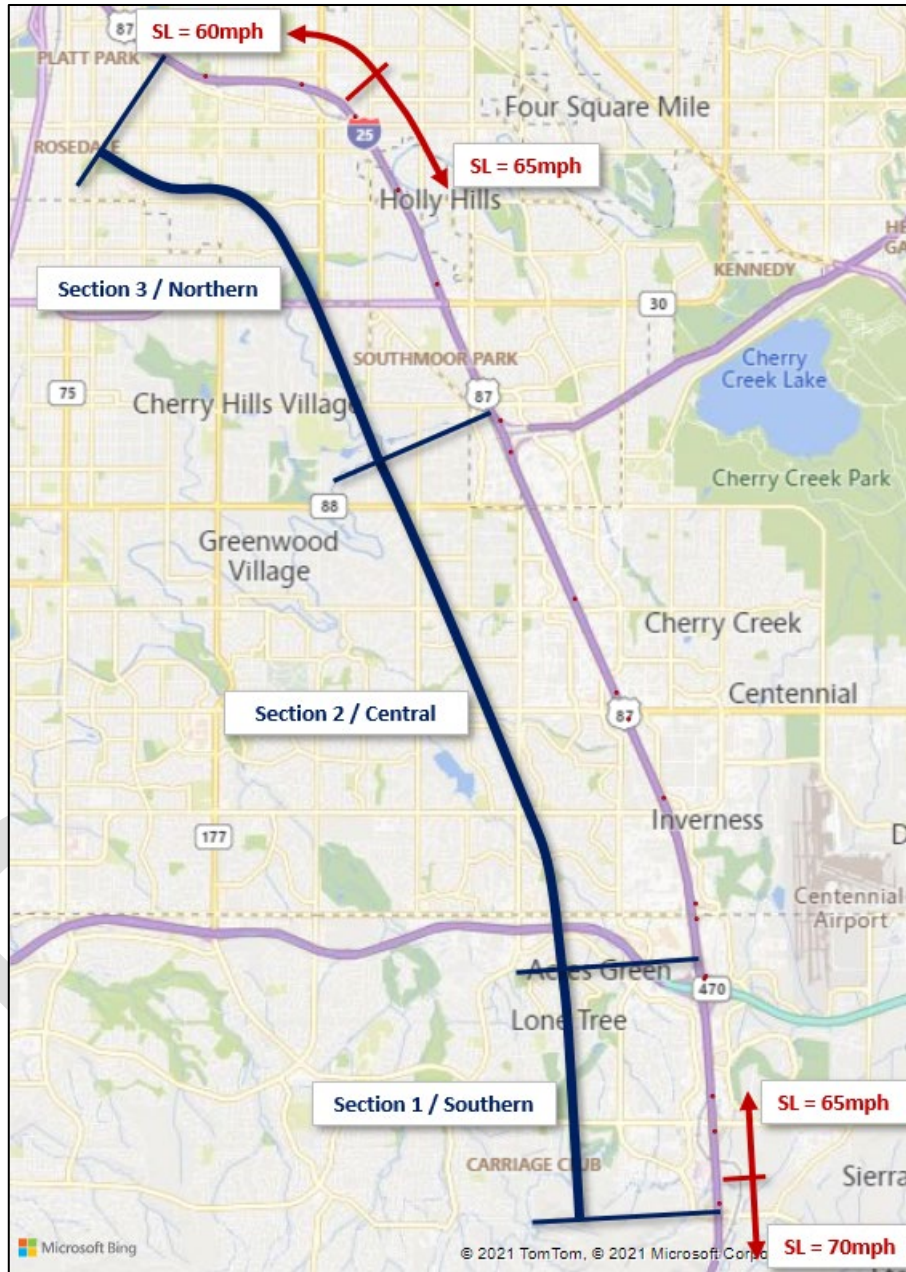 87
SL = 60mph
PLATT PARK
Four Square Mile
25
ROSEDALE
SL = 65mph
Holly Hills
KENNEDY
Section 3 / Northern
30
SOUTHMOOR PARK
Cherry
Creek Lake
75
87
Cherry Hills Village
Cherry Creek Park
88
Greenwood
Village
Cherry Creek
Centennial
Section 2 / Central
87
Inverness
177
Centennial
Airport
Acres Green
470
Lone Tree
Section 1 / Southern
SL = 65mph
CARRIAGE CLUB
Sierra
Microsoft Bing
© 2021 TomTom, © 2021 Microsoft Corpo
SL = 70mph